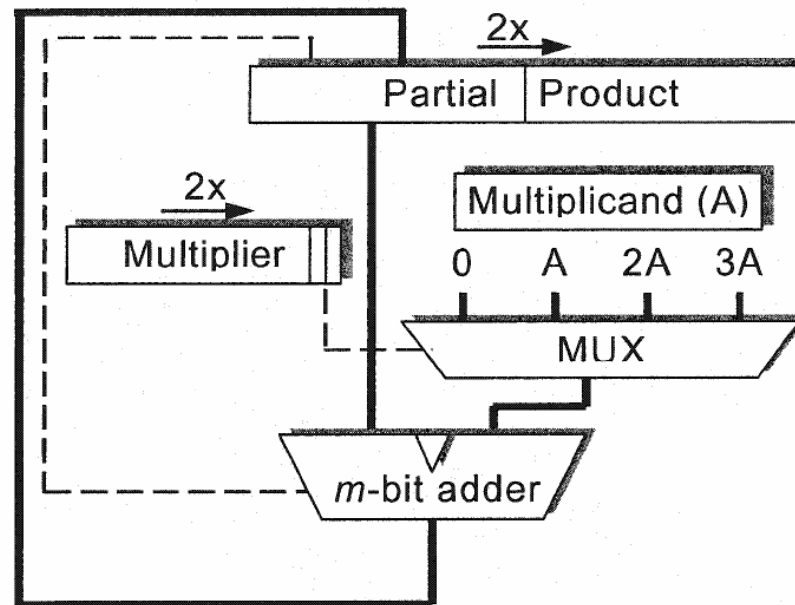 2x
Partial Product
Multiplicand (A)
2x
Multiplier
0 A 2A 3A
MUX
m-bit adder